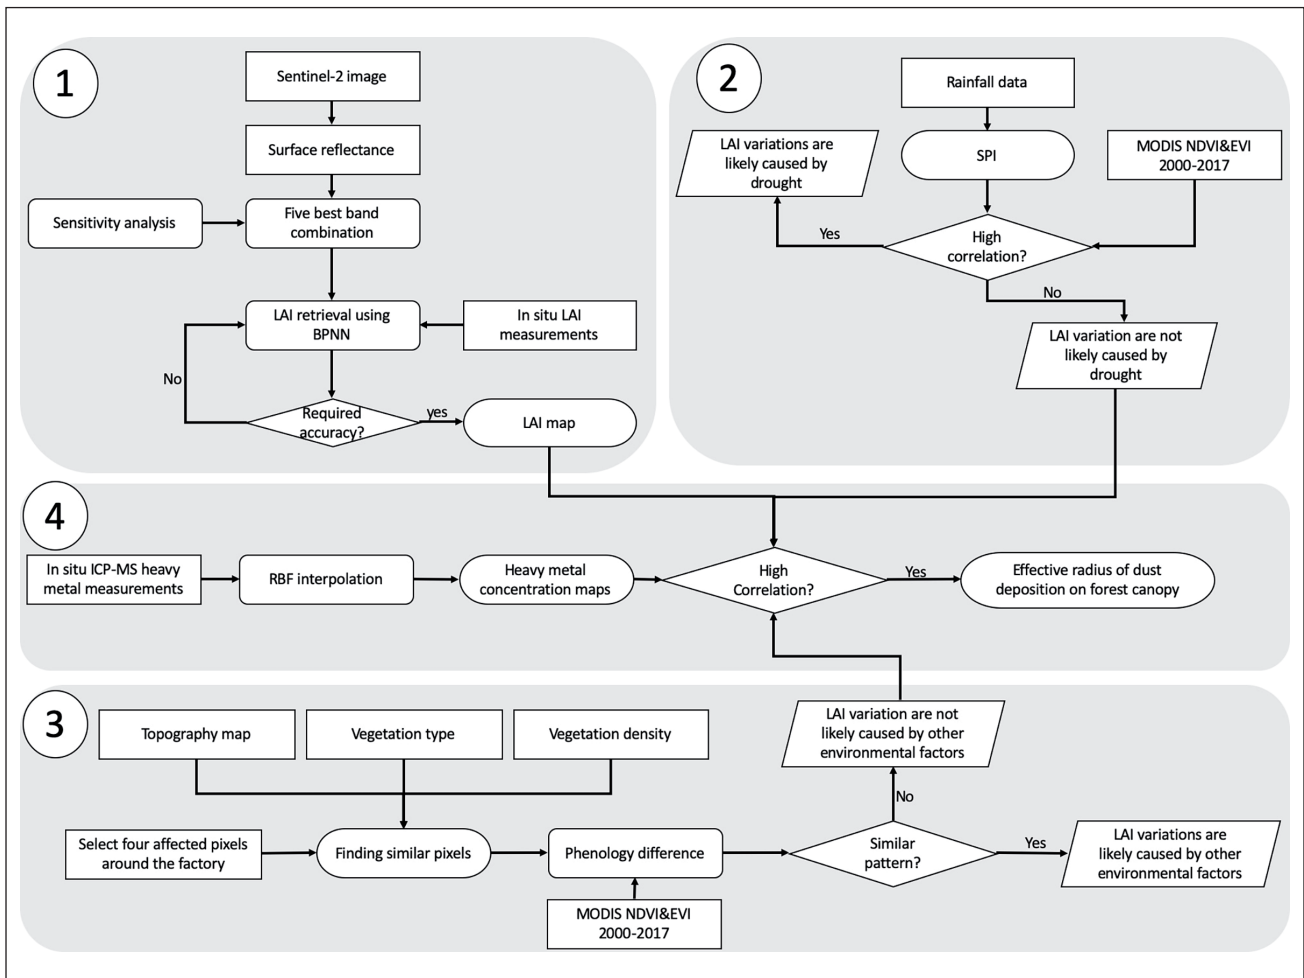 1
Sentinel-2 image
Surface reflectance
Sensitivity analysis
Five best band
combination
LAI retrieval using
BPNN
In situ LAI
measurements
No
Required
accuracy?
yes
LAI map
2
Rainfall data
LAI variations are
likely caused by
drought
SPI
MODIS NDVI&EVI
2000-2017
Yes
High
correlation?
No
LAI variation are not
likely caused by
drought
4
In situ ICP-MS heavy
metal measurements
RBF interpolation
Heavy metal
concentration maps
High
Correlation?
Yes
Effective radius of dust
deposition on forest canopy
3
Topography map
Vegetation type
Vegetation density
LAI variation are not
likely caused by other
environmental factors
No
Select four affected pixels
around the factory
Finding similar pixels
Phenology difference
Similar
pattern?
Yes
LAI variations are
likely caused by other
environmental factors
MODIS NDVI&EVI
2000-2017